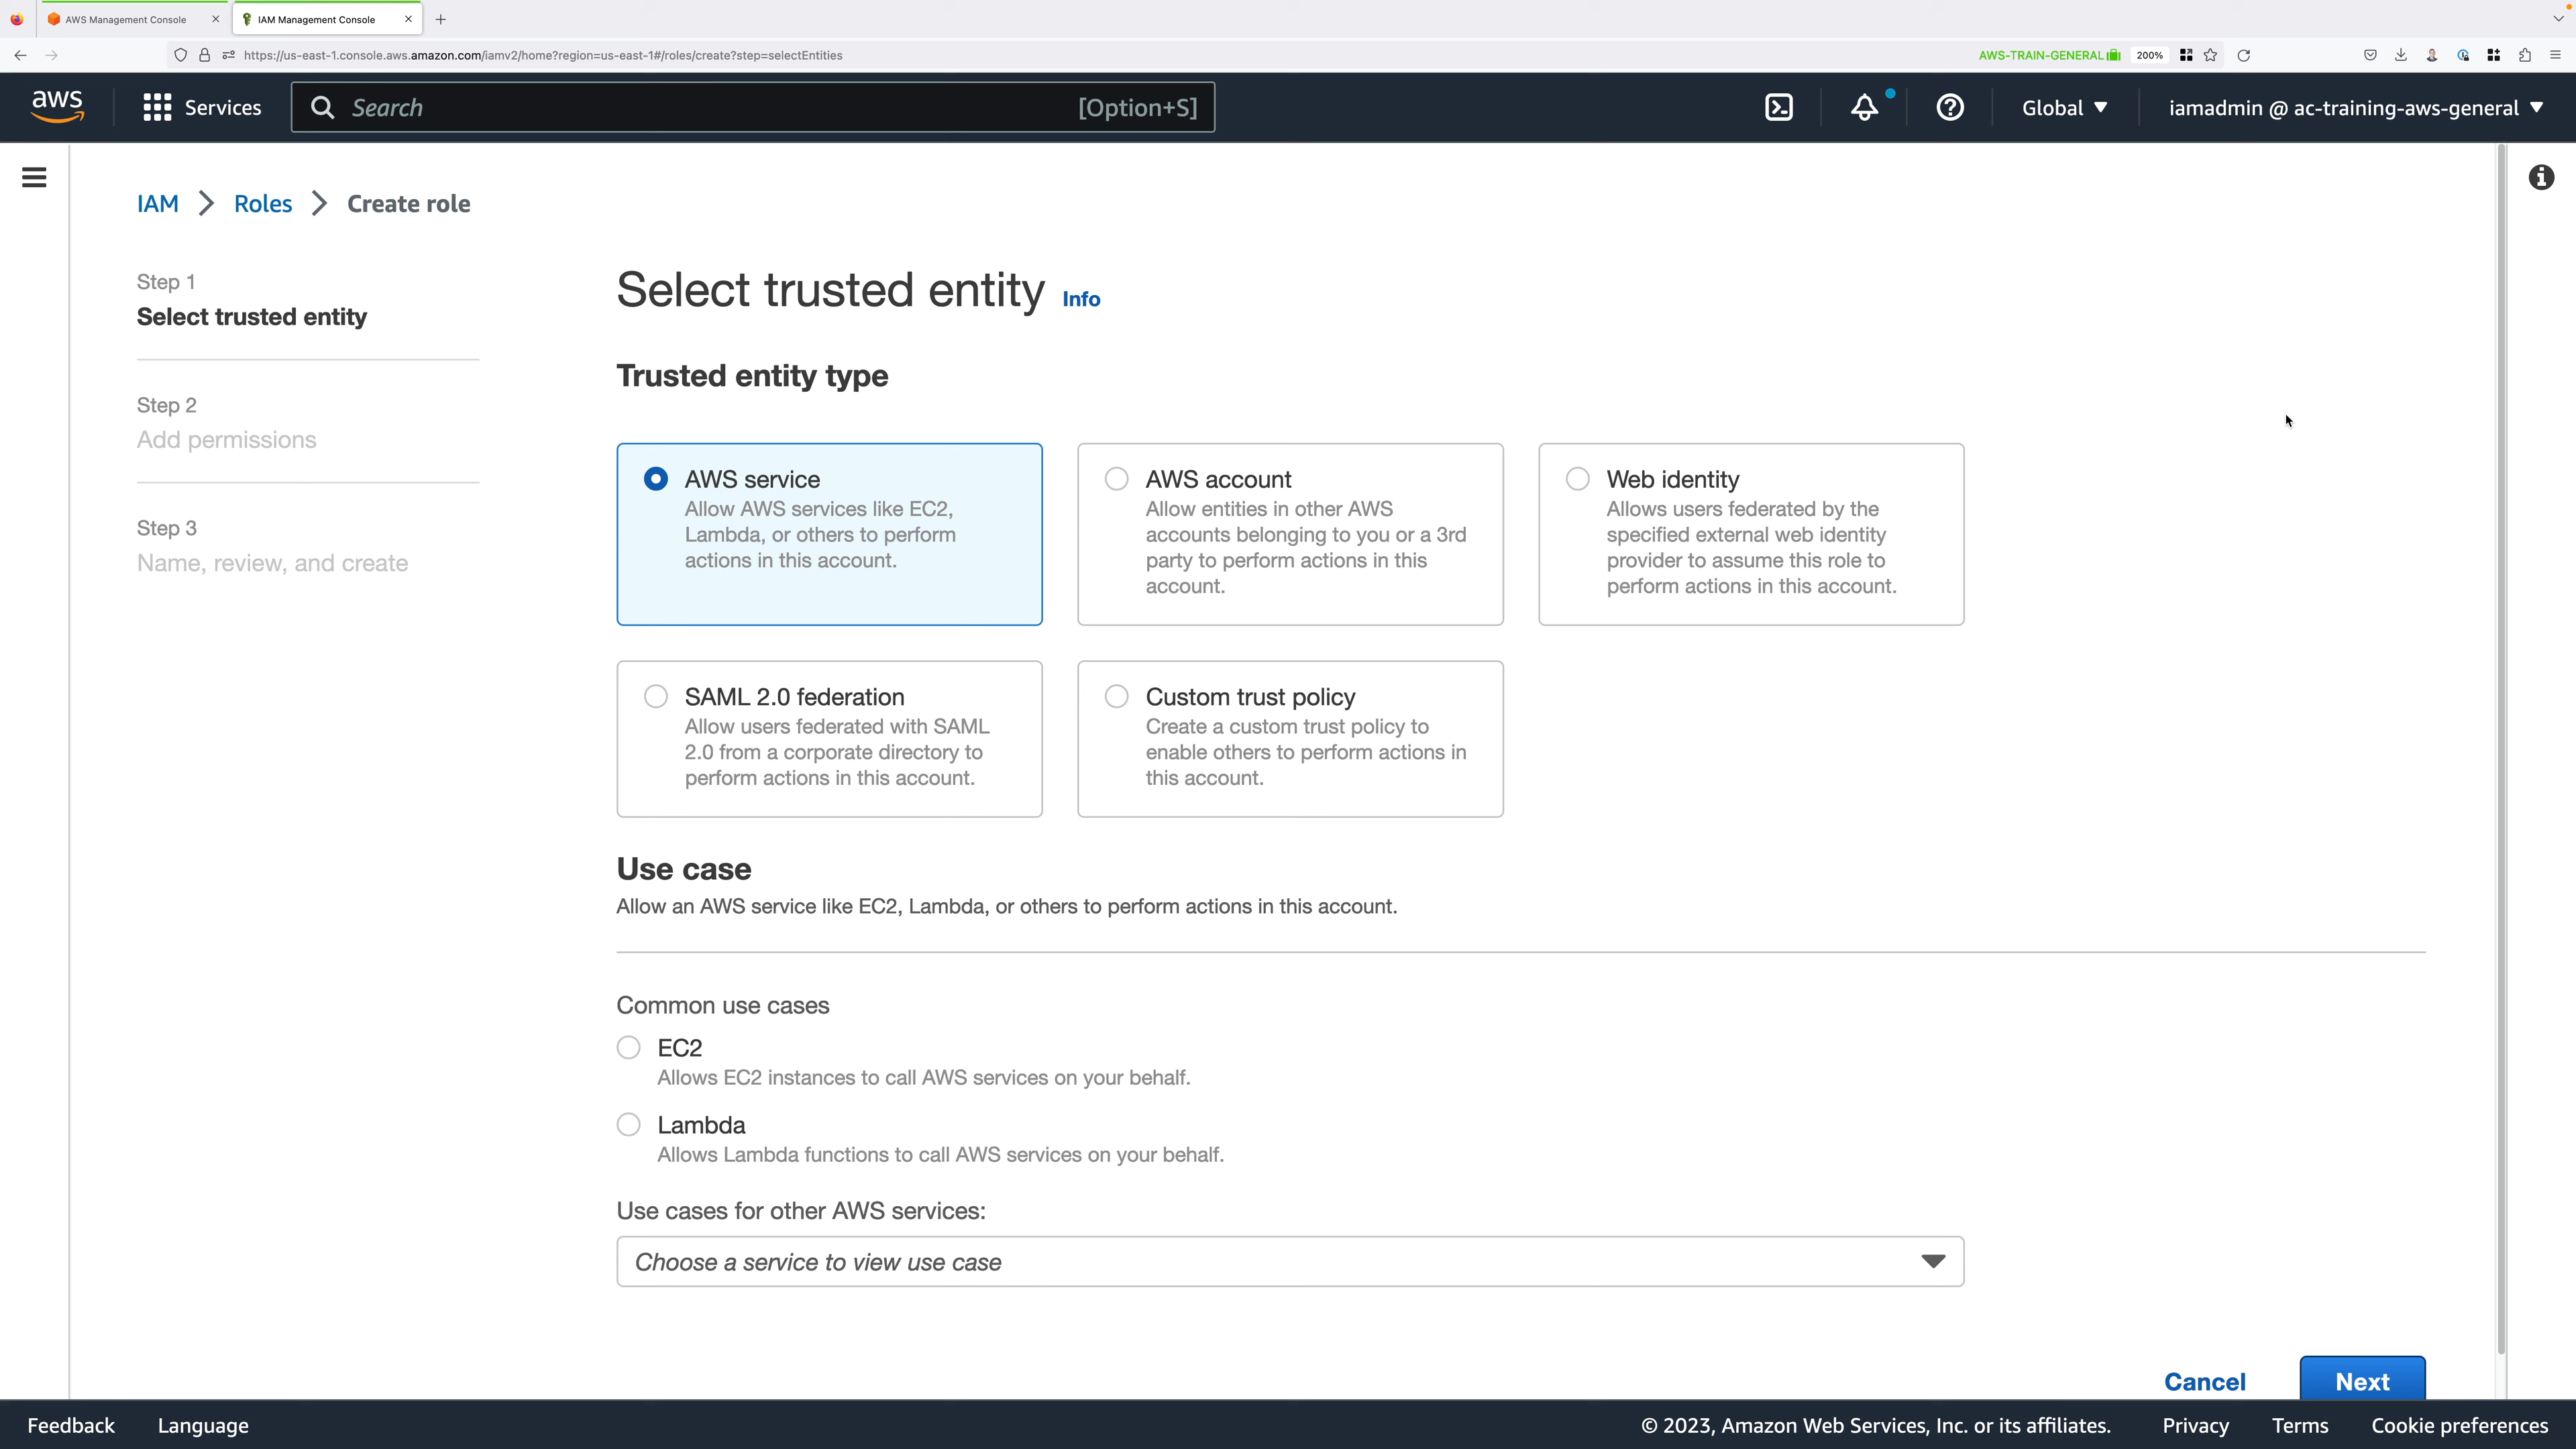 AWS Management Console
IAM Management Console
https://us-east-1.console.aws.amazon.com/iamv2/home?region=us-east-1#/roles/create?step=selectEntities
AWS-TRAIN-GENERAL
200%
aws
Services
Search
[Option+S]
Global
iamadmin @ ac-training-aws-general
IAM
Roles
Create role
Step 1
Select trusted entity
Step 2
Add permissions
Step 3
Name, review, and create
Select trusted entity Info
Trusted entity type
AWS service
Allow AWS services like EC2,
Lambda, or others to perform
actions in this account.
AWS account
Allow entities in other AWS
accounts belonging to you or a 3rd
party to perform actions in this
account.
Web identity
Allows users federated by the
specified external web identity
provider to assume this role to
perform actions in this account.
SAML 2.0 federation
Allow users federated with SAML
2.0 from a corporate directory to
perform actions in this account.
Custom trust policy
Create a custom trust policy to
enable others to perform actions in
this account.
Use case
Allow an AWS service like EC2, Lambda, or others to perform actions in this account.
Common use cases
EC2
Allows EC2 instances to call AWS services on your behalf.
Lambda
Allows Lambda functions to call AWS services on your behalf.
Use cases for other AWS services:
Choose a service to view use case
Cancel
Next
Feedback
Language
© 2023, Amazon Web Services, Inc. or its affiliates.
Privacy
Terms
Cookie preferences